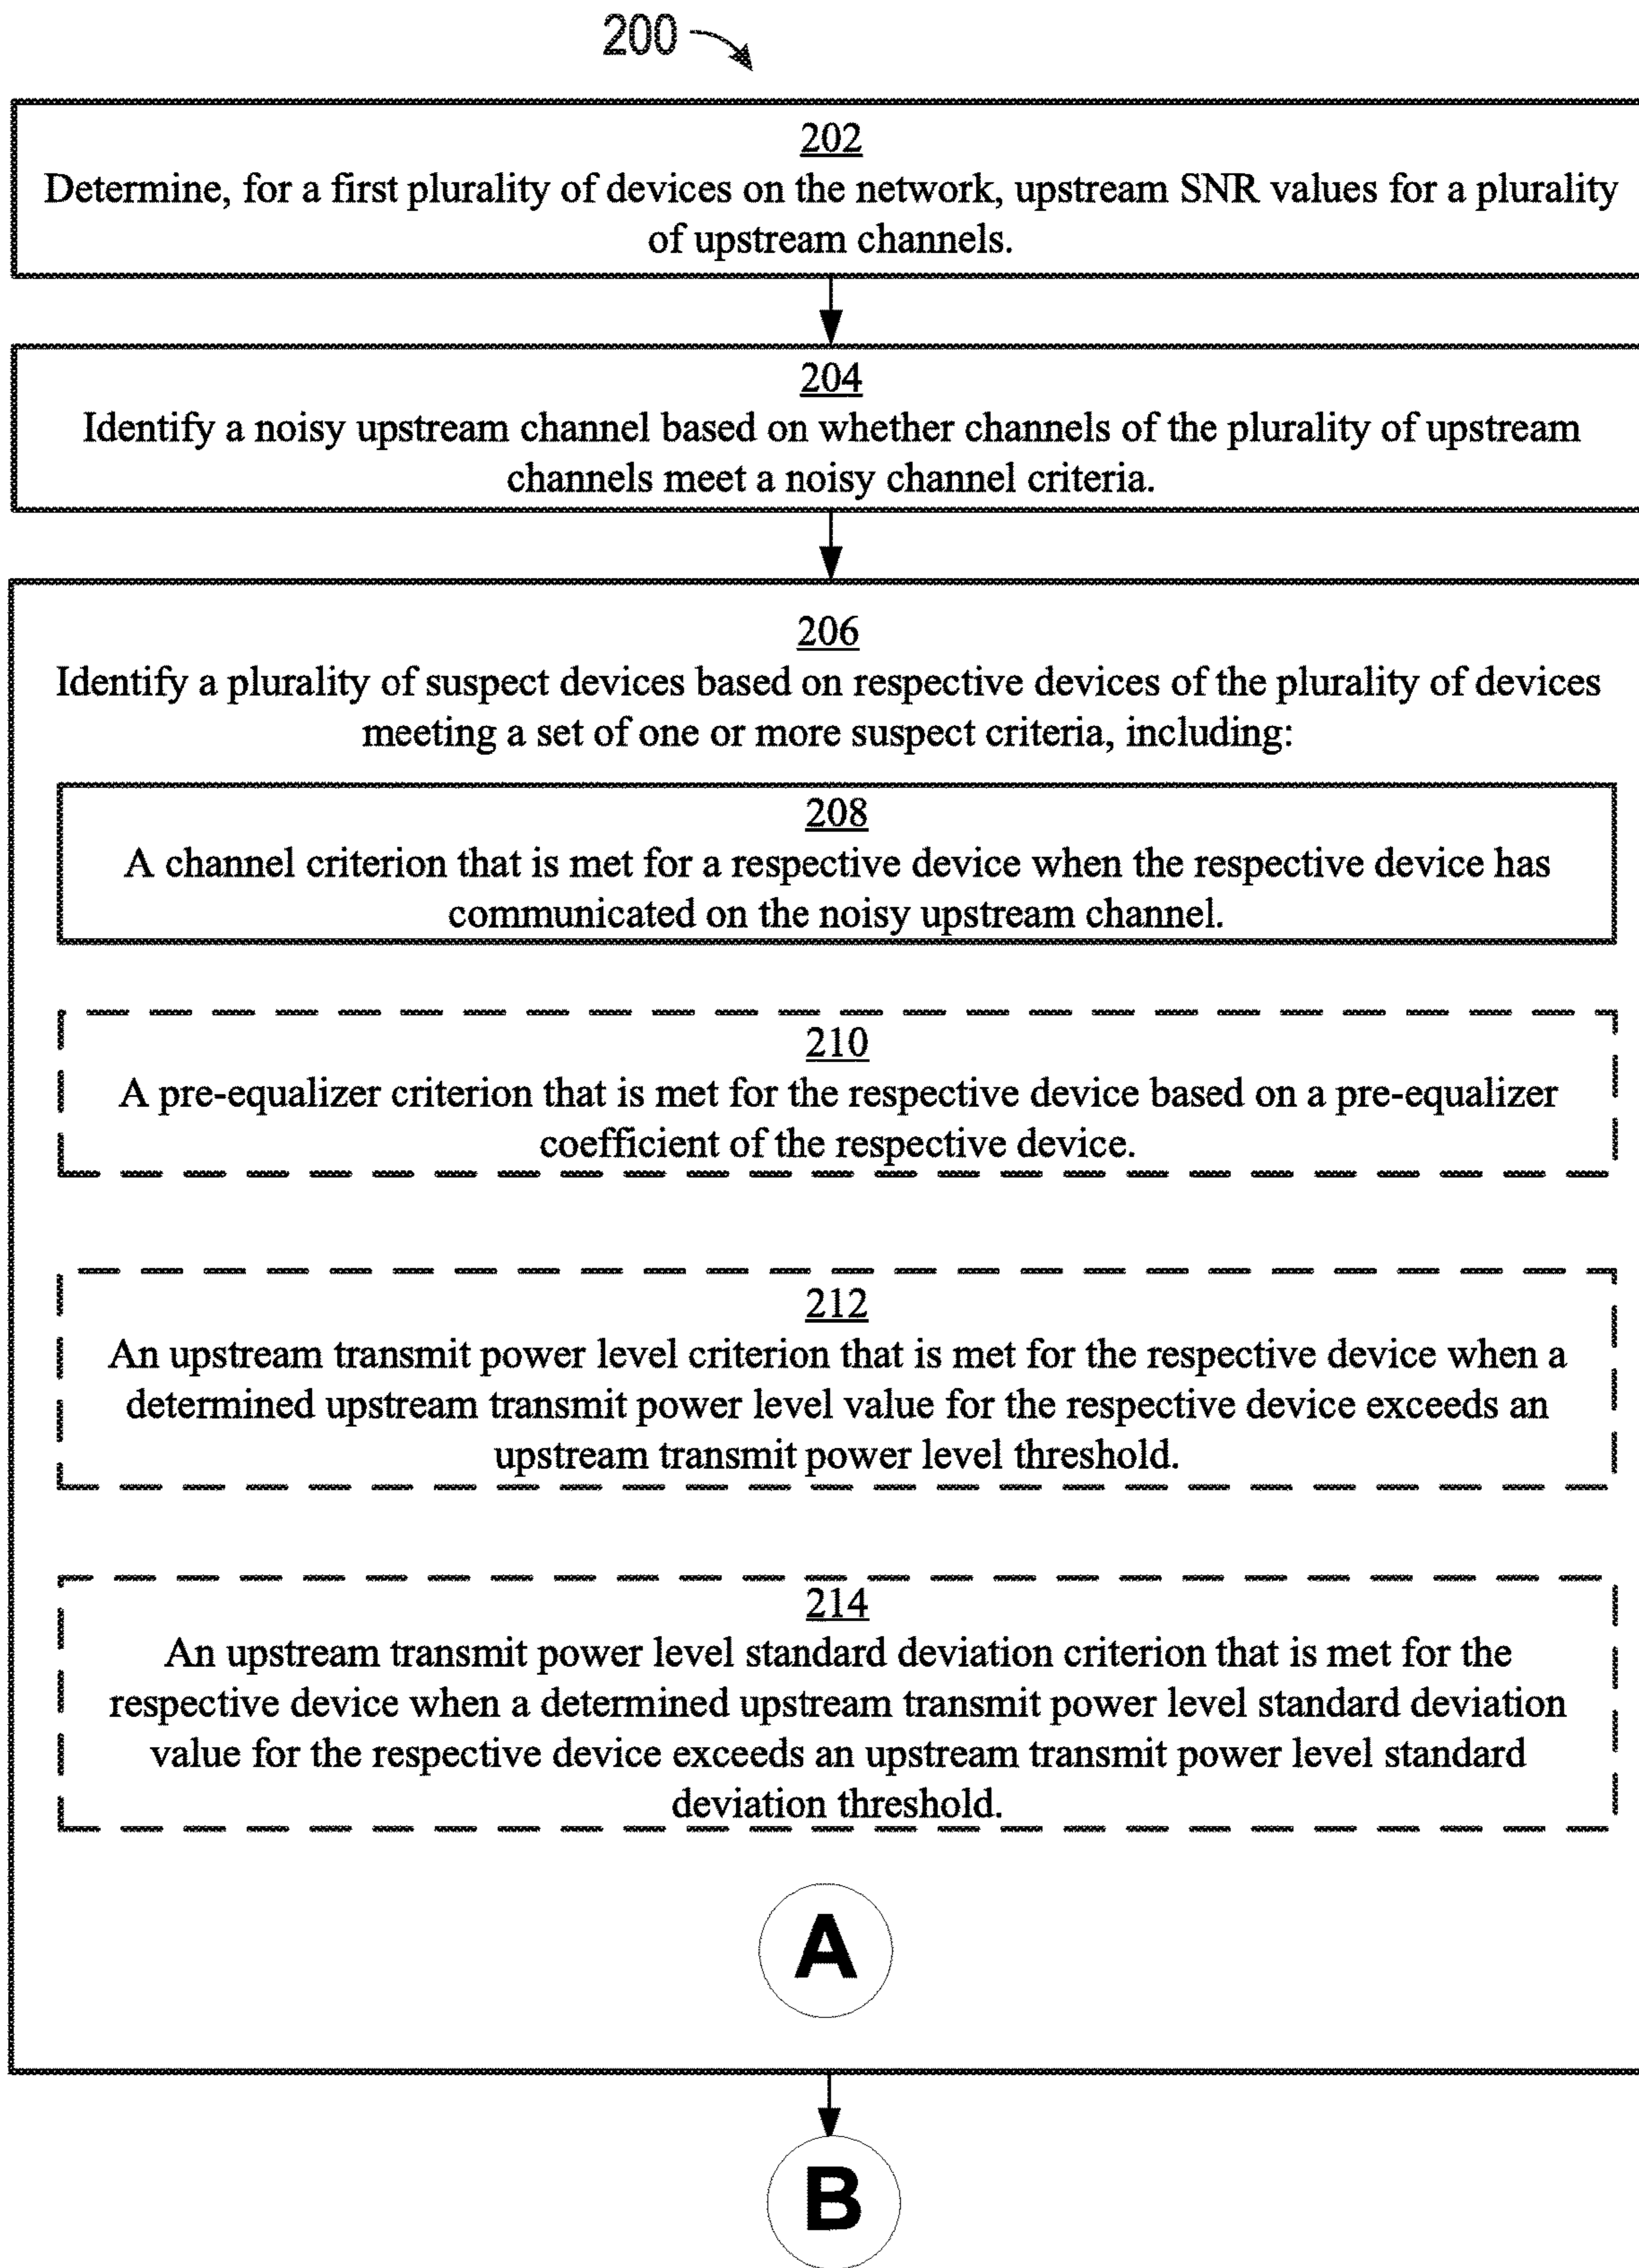 200
202
Determine, for a first plurality of devices on the network, upstream SNR values for a plurality
of upstream channels.
204
Identify a noisy upstream channel based on whether channels of the plurality of upstream
channels meet a noisy channel criteria.
206
Identify a plurality of suspect devices based on respective devices of the plurality of devices
meeting a set of one or more suspect criteria, including:
208
A channel criterion that is met for a respective device when the respective device has
communicated on the noisy upstream channel.
210
A pre-equalizer criterion that is met for the respective device based on a pre-equalizer
coefficient of the respective device.
212
An upstream transmit power level criterion that is met for the respective device when a
determined upstream transmit power level value for the respective device exceeds an
upstream transmit power level threshold.
214
An upstream transmit power level standard deviation criterion that is met for the
respective device when a determined upstream transmit power level standard deviation
value for the respective device exceeds an upstream transmit power level standard
deviation threshold.
A
B